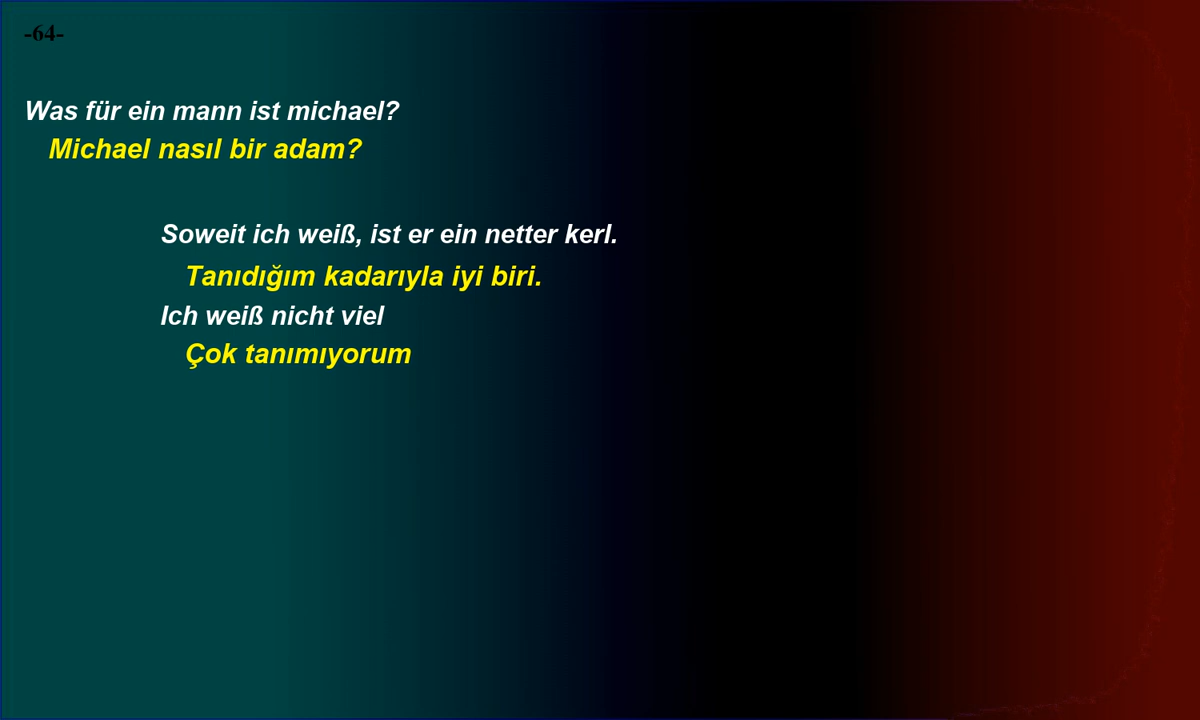 -64-
Was für ein mann ist michael?
Michael nasıl bir adam?
Soweit ich weiß, ist er ein netter kerl.
Tanıdığım kadarıyla iyi biri.
Ich weiß nicht viel
Çok tanımıyorum